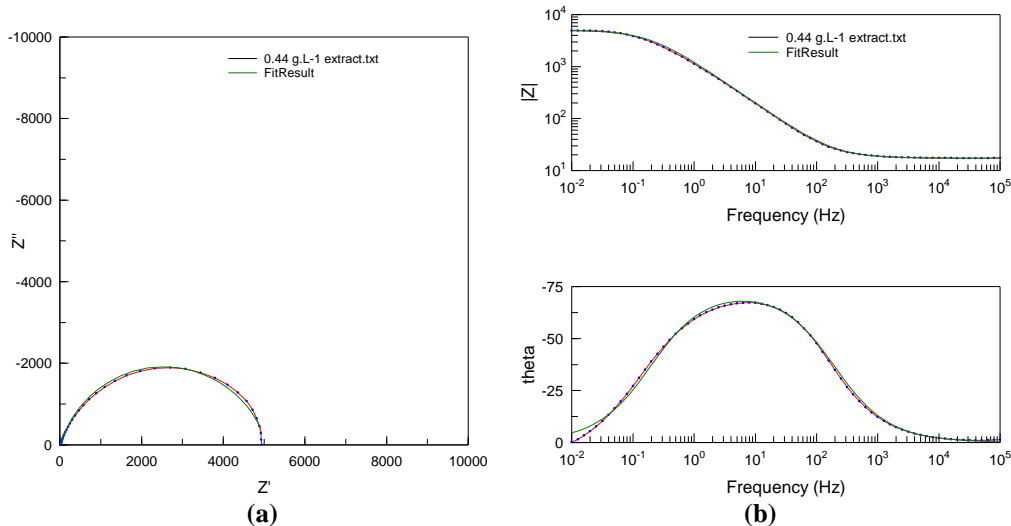 -10000
-8000
-6000
-4000
-2000
0
Z''
0.44 g.L-1 extract.txt
FitResult
0 2000 4000 6000 8000 10000
Z'
(a)
10^4
10^3
10^2
10^1
|Z|
0.44 g.L-1 extract.txt
FitResult
10^-2 10^-1 10^0 10^1 10^2 10^3 10^4 10^5
Frequency (Hz)
-75
-50
-25
0
theta
10^-2 10^-1 10^0 10^1 10^2 10^3 10^4 10^5
Frequency (Hz)
(b)